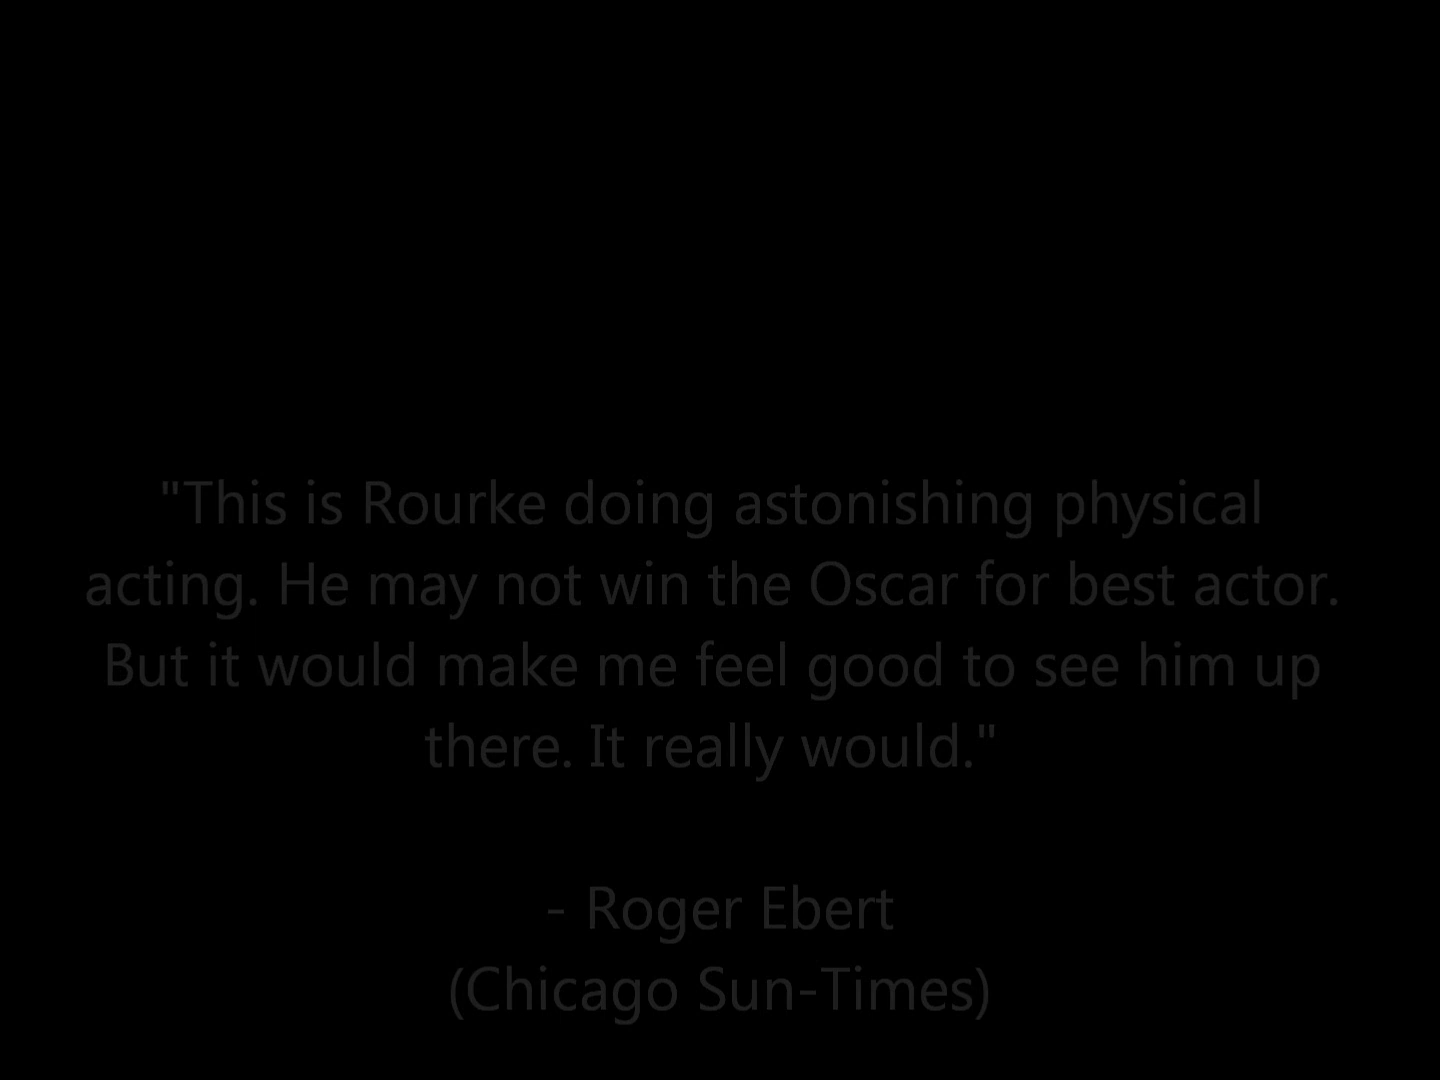 "This is Rourke doing astonishing physical
acting. He may not win the Oscar for best actor.
But it would make me feel good to see him up
there. It really would."
- Roger Ebert
(Chicago Sun-Times)